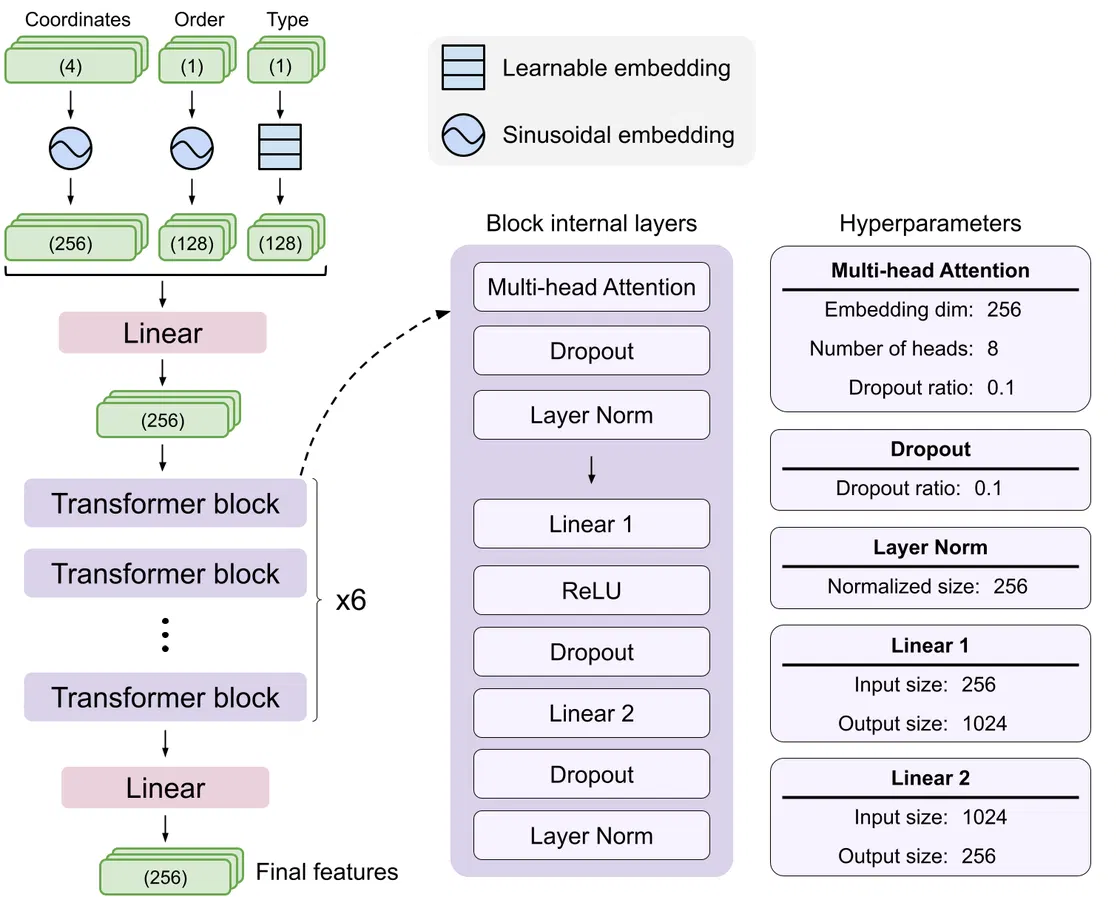 Coordinates Order Type
(4) (1) (1)
(256) (128) (128)
Linear
(256)
Transformer block
Transformer block
x6
Transformer block
Linear
(256)
Final features
Learnable embedding
Sinusoidal embedding
Block internal layers
Multi-head Attention
Dropout
Layer Norm
Linear 1
ReLU
Dropout
Linear 2
Dropout
Layer Norm
Hyperparameters
Multi-head Attention
Embedding dim: 256
Number of heads: 8
Dropout ratio: 0.1
Dropout
Dropout ratio: 0.1
Layer Norm
Normalized size: 256
Linear 1
Input size: 256
Output size: 1024
Linear 2
Input size: 1024
Output size: 256